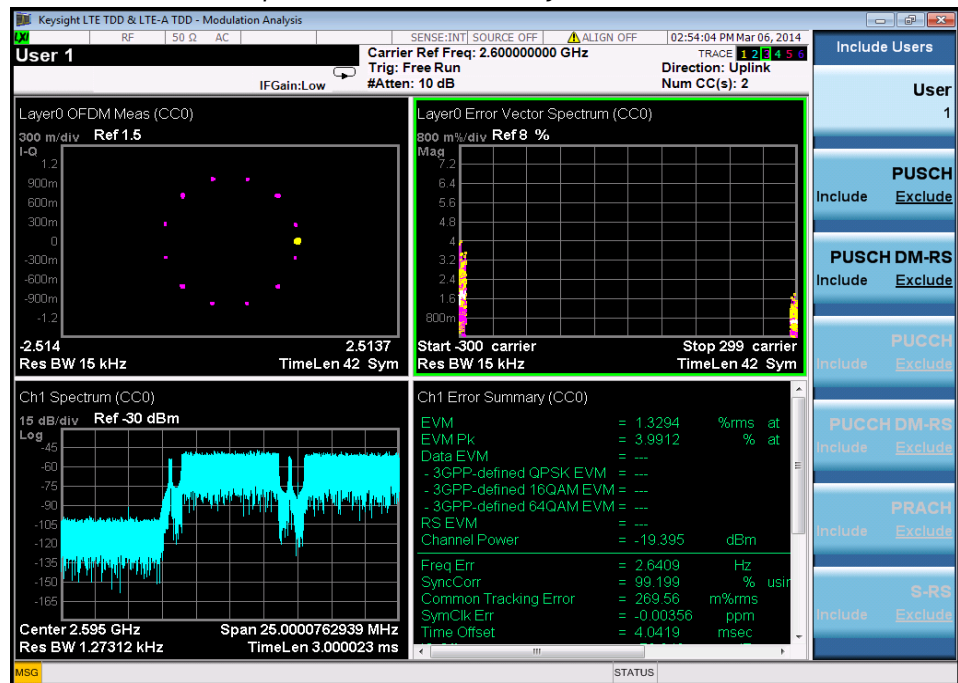 Keysight LTE TDD & LTE-A TDD - Modulation Analysis
LXI RF 50 Ω AC SENSE:INT SOURCE OFF ALIGN OFF 02:54:04 PM Mar 06, 2014
User 1
IFGain:Low
Carrier Ref Freq: 2.600000000 GHz
Trig: Free Run
#Atten: 10 dB
TRACE 1 2 3 4 5 6
Direction: Uplink
Num CC(s): 2
Layer0 OFDM Meas (CC0)
300 m/div Ref 1.5
I-Q
1.2
900m
600m
300m
0
-300m
-600m
-900m
-1.2
-2.514 2.5137
Res BW 15 kHz TimeLen 42 Sym
Layer0 Error Vector Spectrum (CC0)
800 m%/div Ref 8 %
Mag
7.2
6.4
5.6
4.8
4
3.2
2.4
1.6
800m
Start -300 carrier Stop 299 carrier
Res BW 15 kHz TimeLen 42 Sym
Ch1 Spectrum (CC0)
15 dB/div Ref -30 dBm
Log
-45
-60
-75
-90
-105
-120
-135
-150
-165
Center 2.595 GHz Span 25.0000762939 MHz
Res BW 1.27312 kHz TimeLen 3.000023 ms
Ch1 Error Summary (CC0)
EVM = 1.3294 %rms at
EVM Pk = 3.9912 % at
Data EVM = ---
- 3GPP-defined QPSK EVM = ---
- 3GPP-defined 16QAM EVM = ---
- 3GPP-defined 64QAM EVM = ---
RS EVM = ---
Channel Power = -19.395 dBm
Freq Err = 2.6409 Hz
SyncCorr = 99.199 % usin
Common Tracking Error = 269.56 m%rms
SymClk Err = -0.00356 ppm
Time Offset = 4.0419 msec
Include Users
User
1
PUSCH
Include Exclude
PUSCH DM-RS
Include Exclude
PUCCH
Include Exclude
PUCCH DM-RS
Include Exclude
PRACH
Include Exclude
S-RS
Include Exclude
MSG STATUS